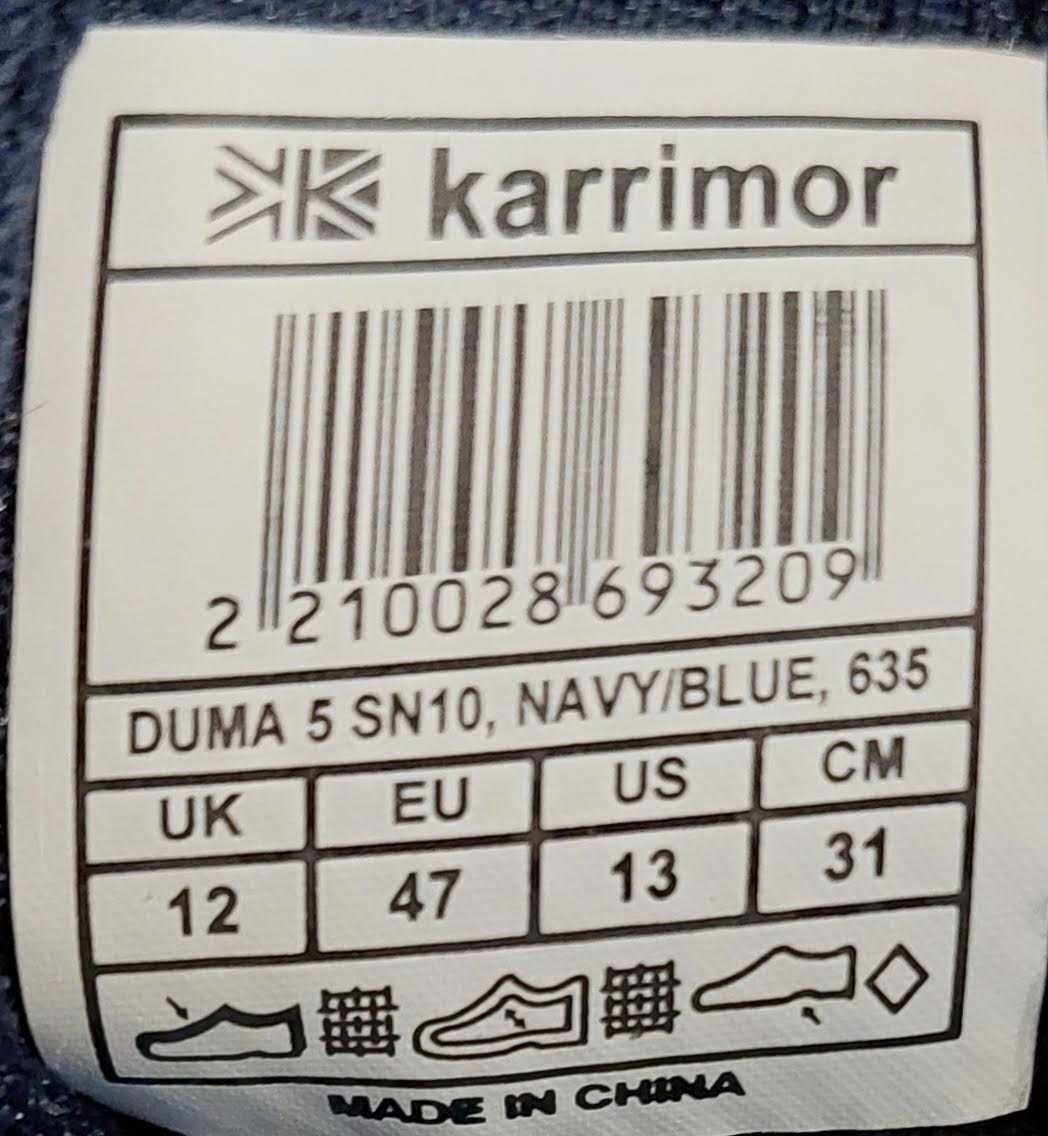 karrimor
2 210028 693209
DUMA 5 SN10, NAVY/BLUE, 635
UK EU US CM
12 47 13 31
MADE IN CHINA